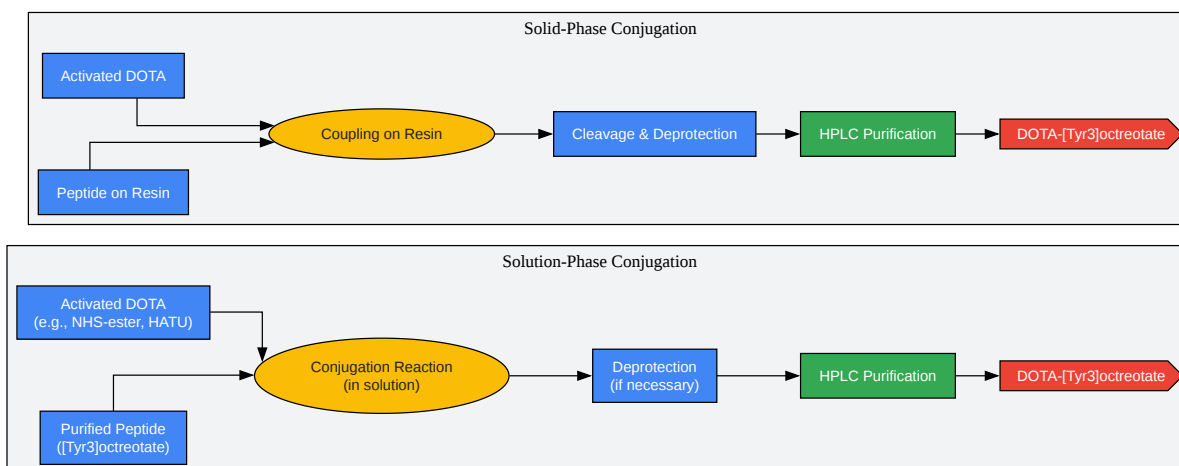 Solid-Phase Conjugation
Activated DOTA
Coupling on Resin
Cleavage & Deprotection
HPLC Purification
DOTA-[Tyr3]octreotate
Peptide on Resin
Solution-Phase Conjugation
Activated DOTA
(e.g., NHS-ester, HATU)
Conjugation Reaction
(in solution)
Deprotection
(if necessary)
HPLC Purification
DOTA-[Tyr3]octreotate
Purified Peptide
([Tyr3]octreotate)